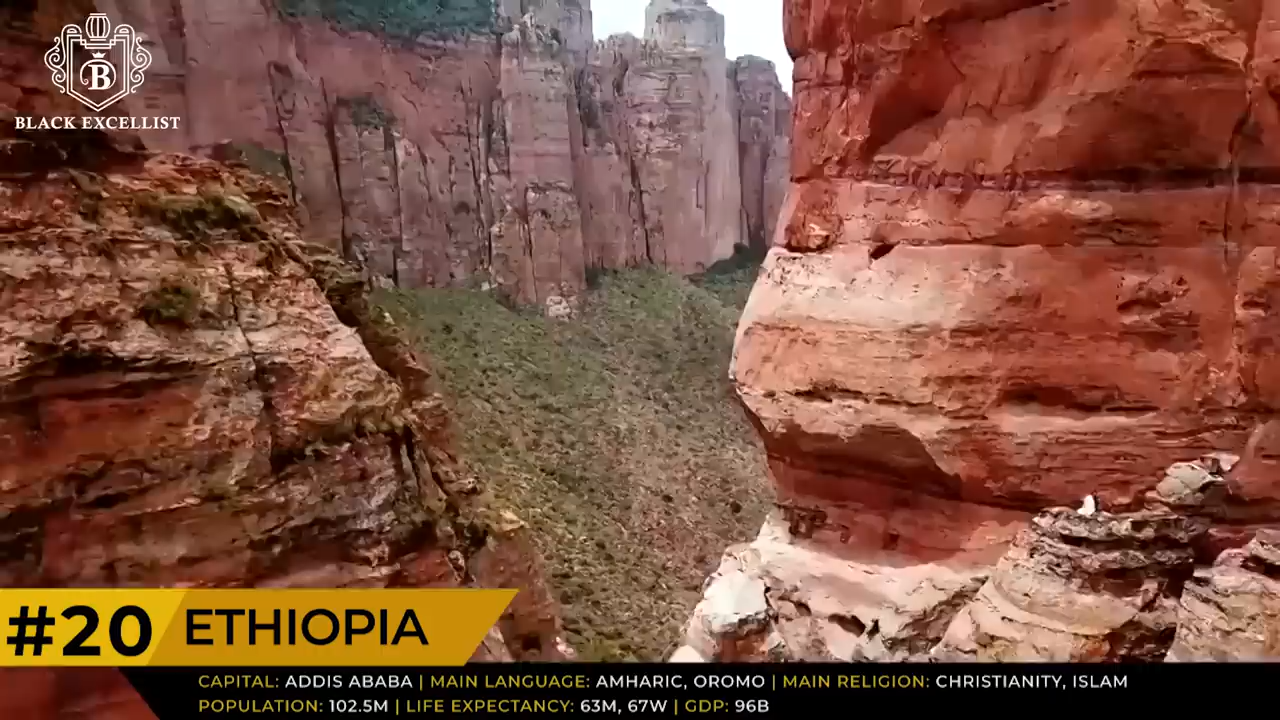 B
BLACK EXCELLIST
#20 ETHIOPIA
CAPITAL: ADDIS ABABA | MAIN LANGUAGE: AMHARIC, OROMO | MAIN RELIGION: CHRISTIANITY, ISLAM
POPULATION: 102.5M | LIFE EXPECTANCY: 63M, 67W | GDP: 96B